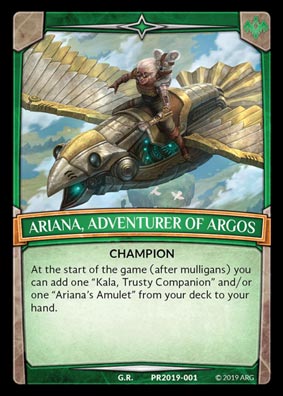 ARIANA, ADVENTURER OF ARGOS
CHAMPION
At the start of the game (after mulligans) you
can add one “Kala, Trusty Companion” and/or
one “Ariana’s Amulet” from your deck to your
hand.
G.R. PR2019-001 © 2019 ARG